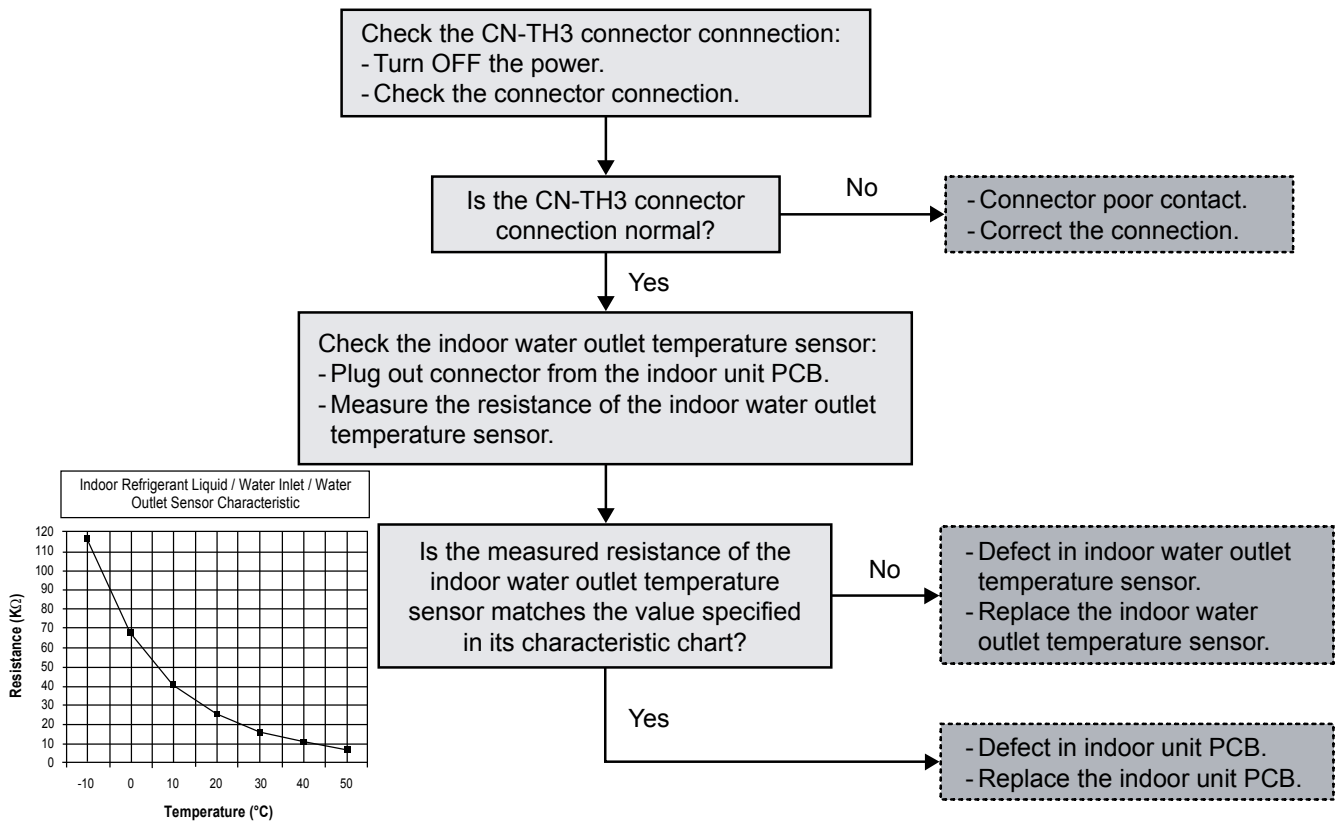 Check the CN-TH3 connector connnection:
- Turn OFF the power.
- Check the connector connection.
Is the CN-TH3 connector
connection normal?
No
- Connector poor contact.
- Correct the connection.
Yes
Check the indoor water outlet temperature sensor:
- Plug out connector from the indoor unit PCB.
- Measure the resistance of the indoor water outlet
temperature sensor.
Indoor Refrigerant Liquid / Water Inlet / Water
Outlet Sensor Characteristic
120
110
100
90
80
70
60
50
40
30
20
10
0
Resistance (KΩ)
-10 0 10 20 30 40 50
Temperature (°C)
Is the measured resistance of the
indoor water outlet temperature
sensor matches the value specified
in its characteristic chart?
No
- Defect in indoor water outlet
temperature sensor.
- Replace the indoor water
outlet temperature sensor.
Yes
- Defect in indoor unit PCB.
- Replace the indoor unit PCB.